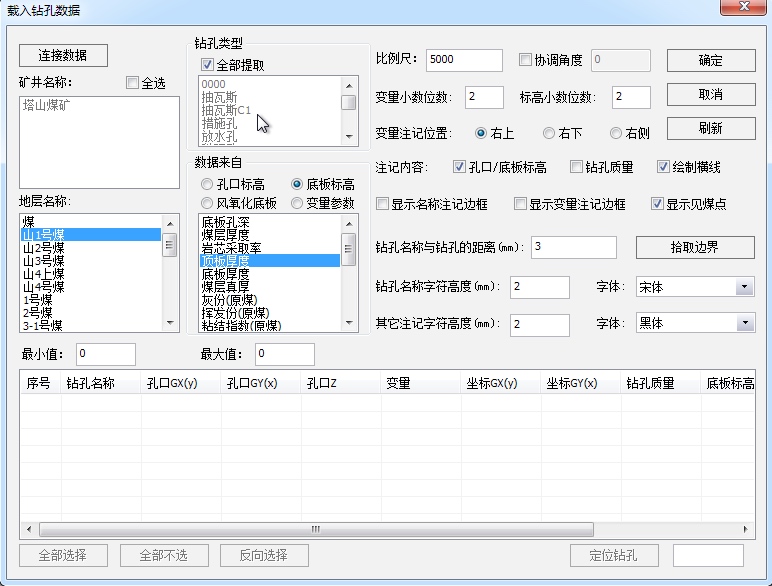 载入钻孔数据
连接数据
矿井名称：
全选
塔山煤矿
地层名称：
煤
山1号煤
山2号煤
山3号煤
山4上煤
山4号煤
1号煤
2号煤
3-1号煤
钻孔类型
全部提取
0000
抽瓦斯
抽瓦斯C1
措施孔
放水孔
数据来自
孔口标高
底板标高
风氧化底板
变量参数
底板孔深
煤层厚度
岩芯采取率
顶板厚度
底板厚度
煤层真厚
灰份(原煤)
挥发份(原煤)
粘结指数(原煤)
比例尺：
5000
协调角度
0
确定
变量小数位数：
2
标高小数位数：
2
取消
变量注记位置：
右上
右下
右侧
刷新
注记内容：
孔口/底板标高
钻孔质量
绘制横线
显示名称注记边框
显示变量注记边框
显示见煤点
钻孔名称与钻孔的距离(mm)：
3
拾取边界
钻孔名称字符高度(mm)：
2
字体：
宋体
其它注记字符高度(mm)：
2
字体：
黑体
最小值：
0
最大值：
0
序号 钻孔名称 孔口GX(y) 孔口GY(x) 孔口Z 变量 坐标GX(y) 坐标GY(x) 钻孔质量 底板标高
全部选择
全部不选
反向选择
定位钻孔